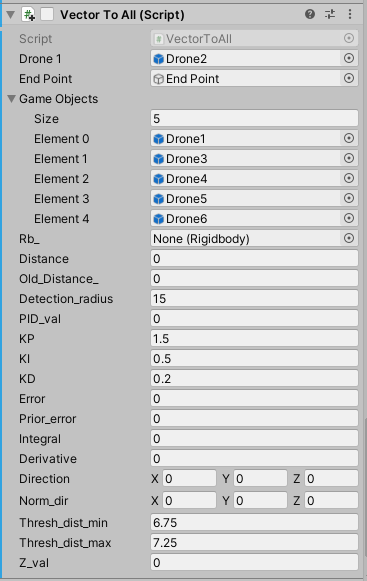 Vector To All (Script)
Script VectorToAll
Drone 1 Drone2
End Point End Point
Game Objects
Size 5
Element 0 Drone1
Element 1 Drone3
Element 2 Drone4
Element 3 Drone5
Element 4 Drone6
Rb_ None (Rigidbody)
Distance 0
Old_Distance_ 0
Detection_radius 15
PID_val 0
KP 1.5
KI 0.5
KD 0.2
Error 0
Prior_error 0
Integral 0
Derivative 0
Direction X 0 Y 0 Z 0
Norm_dir X 0 Y 0 Z 0
Thresh_dist_min 6.75
Thresh_dist_max 7.25
Z_val 0